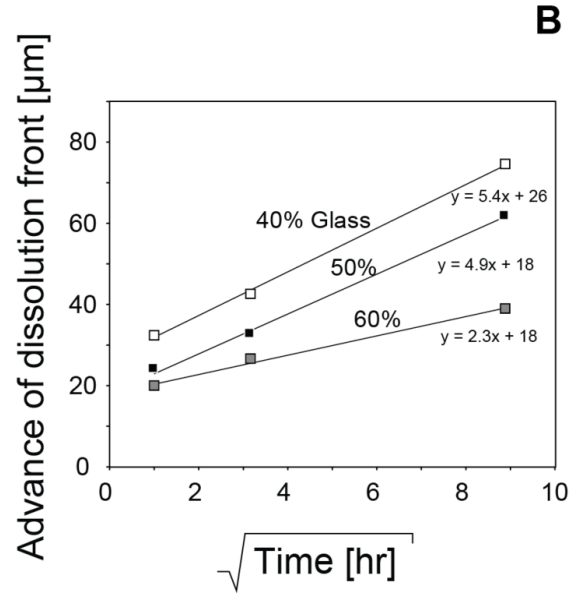 B
Advance of dissolution front [µm]
80
60
40
20
0
40% Glass
50%
60%
y = 5.4x + 26
y = 4.9x + 18
y = 2.3x + 18
0 2 4 6 8 10
√Time [hr]